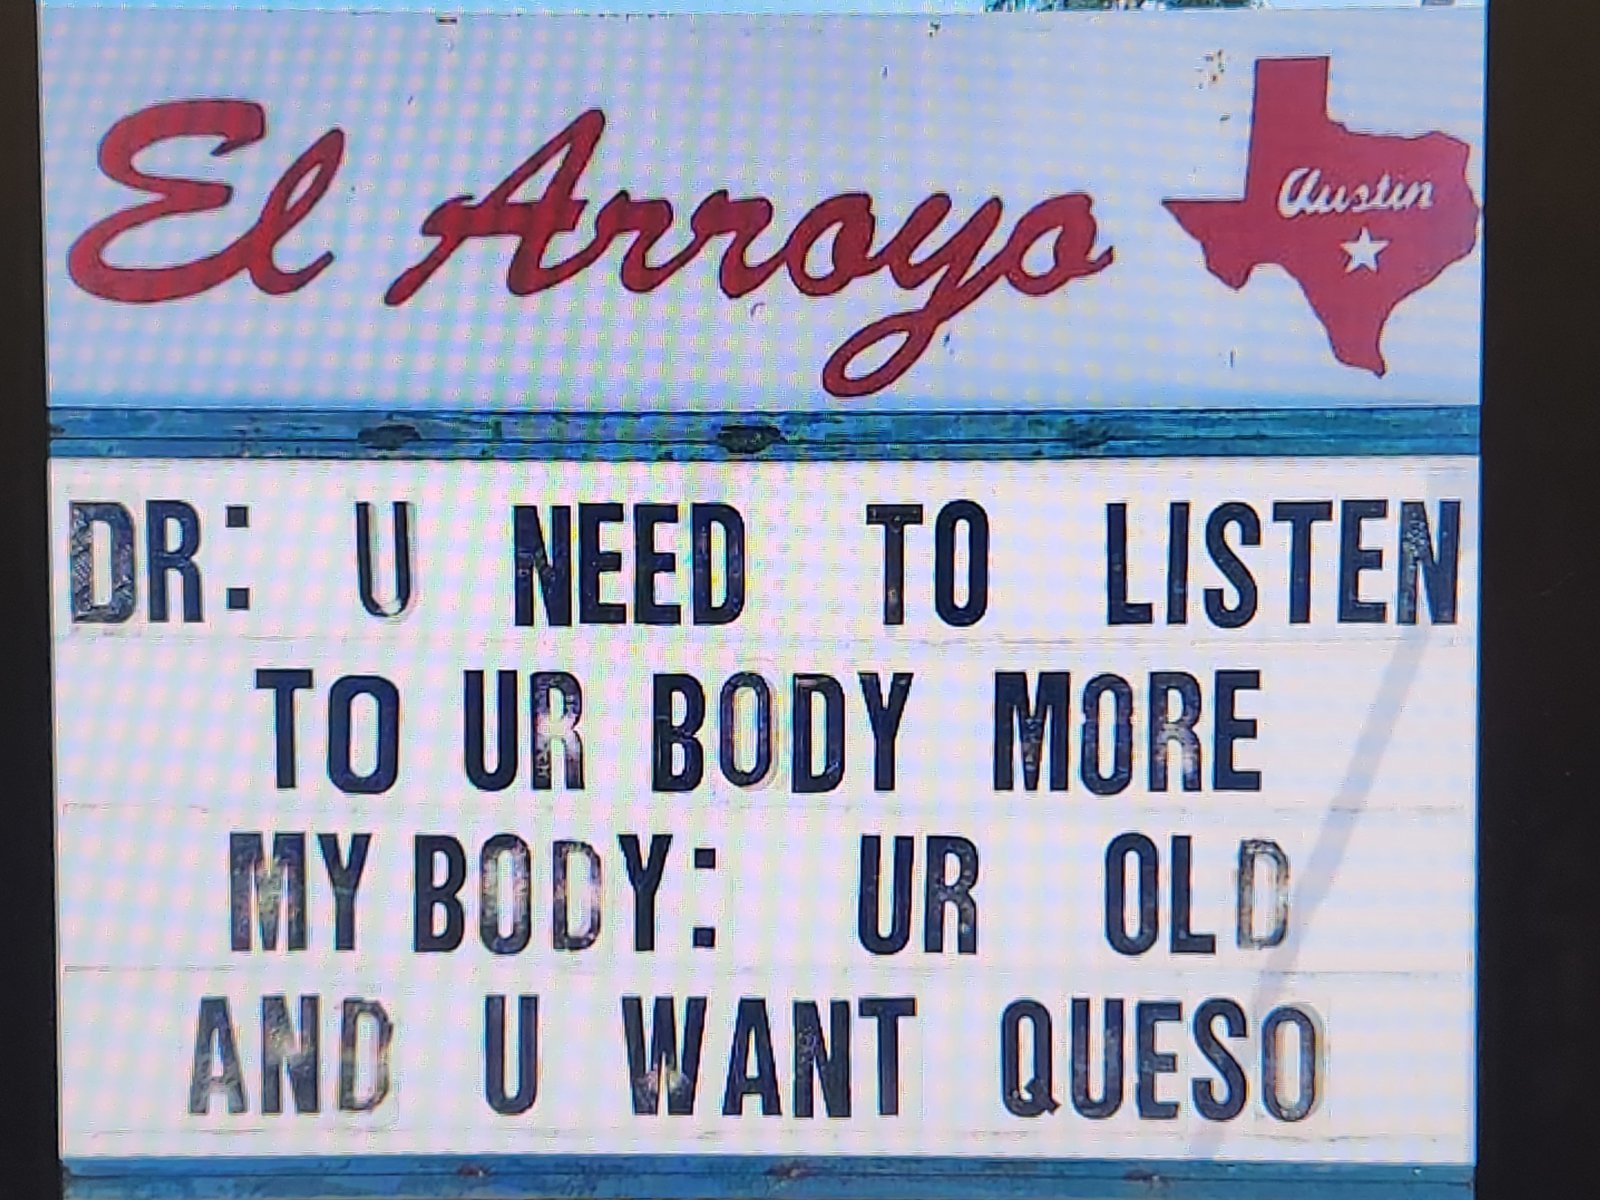 El Arroyo
Austin
DR: U NEED TO LISTEN
TO UR BODY MORE
MY BODY: UR OLD
AND U WANT QUESO